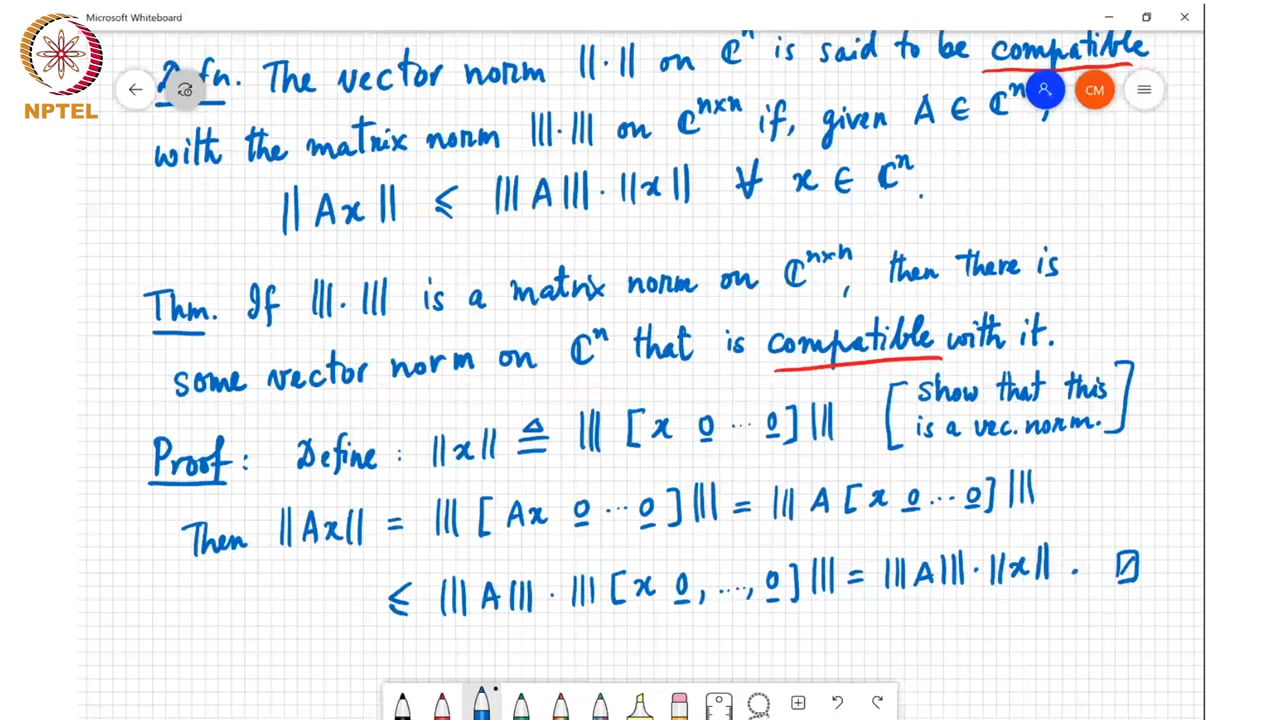 Microsoft Whiteboard
NPTEL
CM
Defn. The vector norm ||·|| on ℂⁿ is said to be compatible
with the matrix norm |||·||| on ℂⁿˣⁿ if, given A ∈ ℂⁿ,
||Ax|| ≤ |||A|||·||x|| ∀ x ∈ ℂⁿ.
Thm. If |||·||| is a matrix norm on ℂⁿˣⁿ, then there is
some vector norm on ℂⁿ that is compatible with it.
Proof: Define: ||x|| ≜ |||[x 0̲ ... 0̲]||| [show that this
is a vec. norm.]
Then ||Ax|| = |||[Ax 0̲ ... 0̲]||| = |||A[x 0̲ ... 0̲]|||
≤ |||A|||·|||[x 0̲, ..., 0̲]||| = |||A|||·||x||.